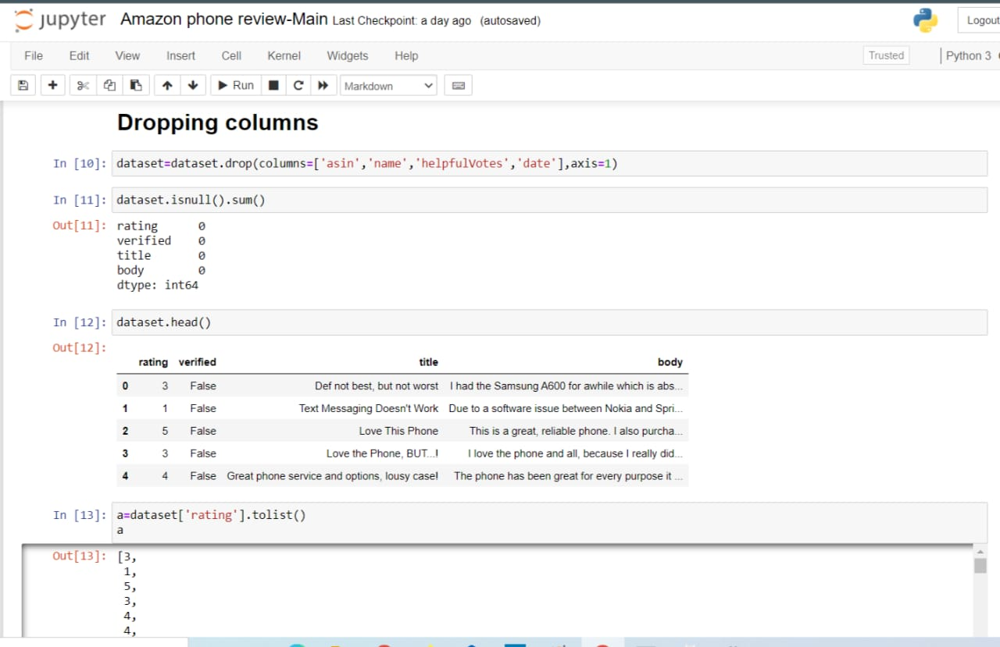 jupyter Amazon phone review-Main Last Checkpoint: a day ago (autosaved) Logout
File Edit View Insert Cell Kernel Widgets Help Trusted Python 3
Run Markdown
Dropping columns
In [10]: dataset=dataset.drop(columns=['asin','name','helpfulVotes','date'],axis=1)
In [11]: dataset.isnull().sum()
Out[11]: rating 0
verified 0
title 0
body 0
dtype: int64
In [12]: dataset.head()
Out[12]:
rating verified title body
0 3 False Def not best, but not worst I had the Samsung A600 for awhile which is abs...
1 1 False Text Messaging Doesn't Work Due to a software issue between Nokia and Spri...
2 5 False Love This Phone This is a great, reliable phone. I also purcha...
3 3 False Love the Phone, BUT...! I love the phone and all, because I really did...
4 4 False Great phone service and options, lousy case! The phone has been great for every purpose it ...
In [13]: a=dataset['rating'].tolist()
a
Out[13]: [3,
1,
5,
3,
4,
4,